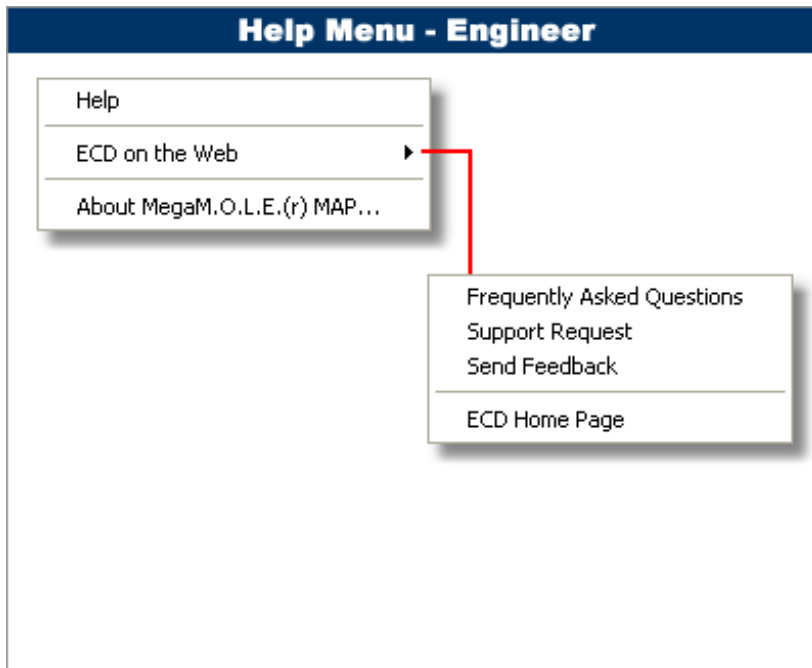 Help Menu - Engineer
Help
ECD on the Web
About MegaM.O.L.E.(r) MAP...
Frequently Asked Questions
Support Request
Send Feedback
ECD Home Page